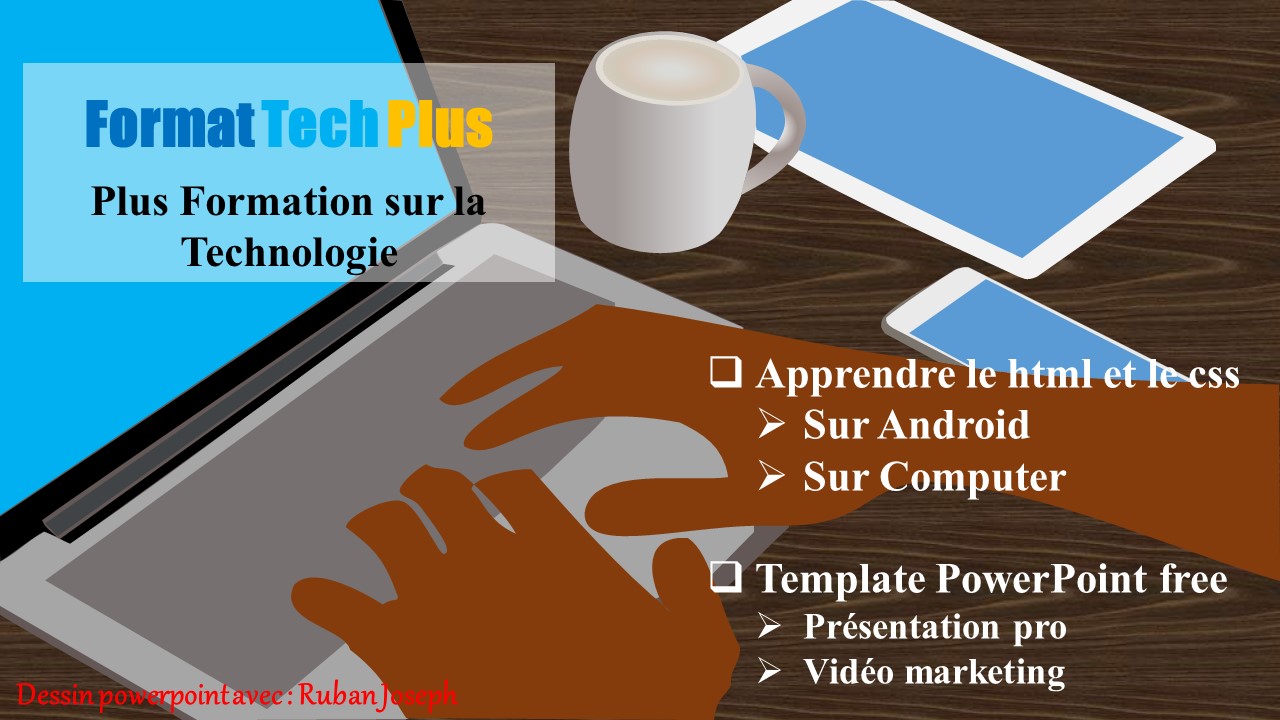 Format Tech Plus
Plus Formation sur la
Technologie
Apprendre le html et le css
Sur Android
Sur Computer
Template PowerPoint free
Présentation pro
Vidéo marketing
Dessin powerpoint avec : Ruban Joseph